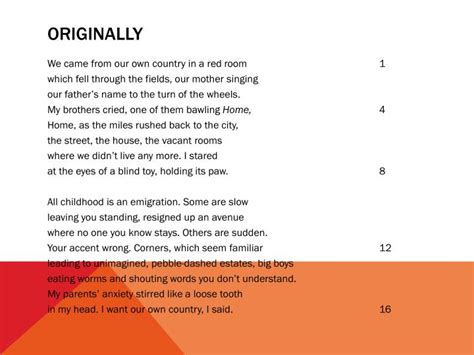 ORIGINALLY
We came from our own country in a red room 1
which fell through the fields, our mother singing
our father's name to the turn of the wheels.
My brothers cried, one of them bawling Home, 4
Home, as the miles rushed back to the city,
the street, the house, the vacant rooms
where we didn't live any more. I stared
at the eyes of a blind toy, holding its paw. 8
All childhood is an emigration. Some are slow
leaving you standing, resigned up an avenue
where no one you know stays. Others are sudden.
Your accent wrong. Corners, which seem familiar 12
leading to unimagined, pebble-dashed estates, big boys
eating worms and shouting words you don't understand.
My parents' anxiety stirred like a loose tooth
in my head. I want our own country, I said. 16